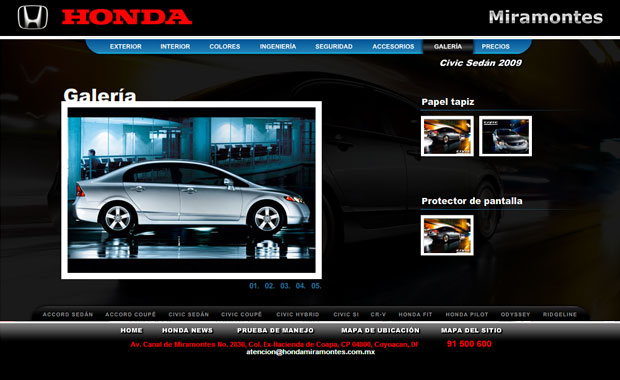 HONDA
Miramontes
EXTERIOR INTERIOR COLORES INGENIERÍA SEGURIDAD ACCESORIOS GALERÍA PRECIOS
Civic Sedán 2009
Galería
Papel tapiz
Protector de pantalla
01. 02. 03. 04. 05.
ACCORD SEDÁN ACCORD COUPÉ CIVIC SEDÁN CIVIC COUPÉ CIVIC HYBRID CIVIC SI CR-V HONDA FIT HONDA PILOT ODYSSEY RIDGELINE
HOME HONDA NEWS PRUEBA DE MANEJO MAPA DE UBICACIÓN MAPA DEL SITIO
Av. Canal de Miramontes No. Col. Ex-Hacienda de Coapa, CP 04800, Coyoacan, Df 91 500 600
atencion@hondamiramontes.com.mx